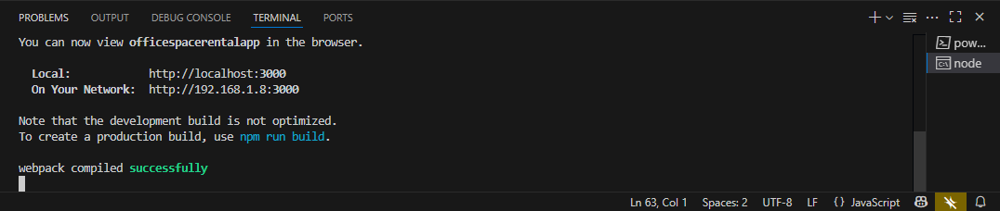 PROBLEMS OUTPUT DEBUG CONSOLE TERMINAL PORTS
You can now view officespacerentalapp in the browser.
Local: http://localhost:3000
On Your Network: http://192.168.1.8:3000
Note that the development build is not optimized.
To create a production build, use npm run build.
webpack compiled successfully
pow...
node
Ln 63, Col 1 Spaces: 2 UTF-8 LF {} JavaScript